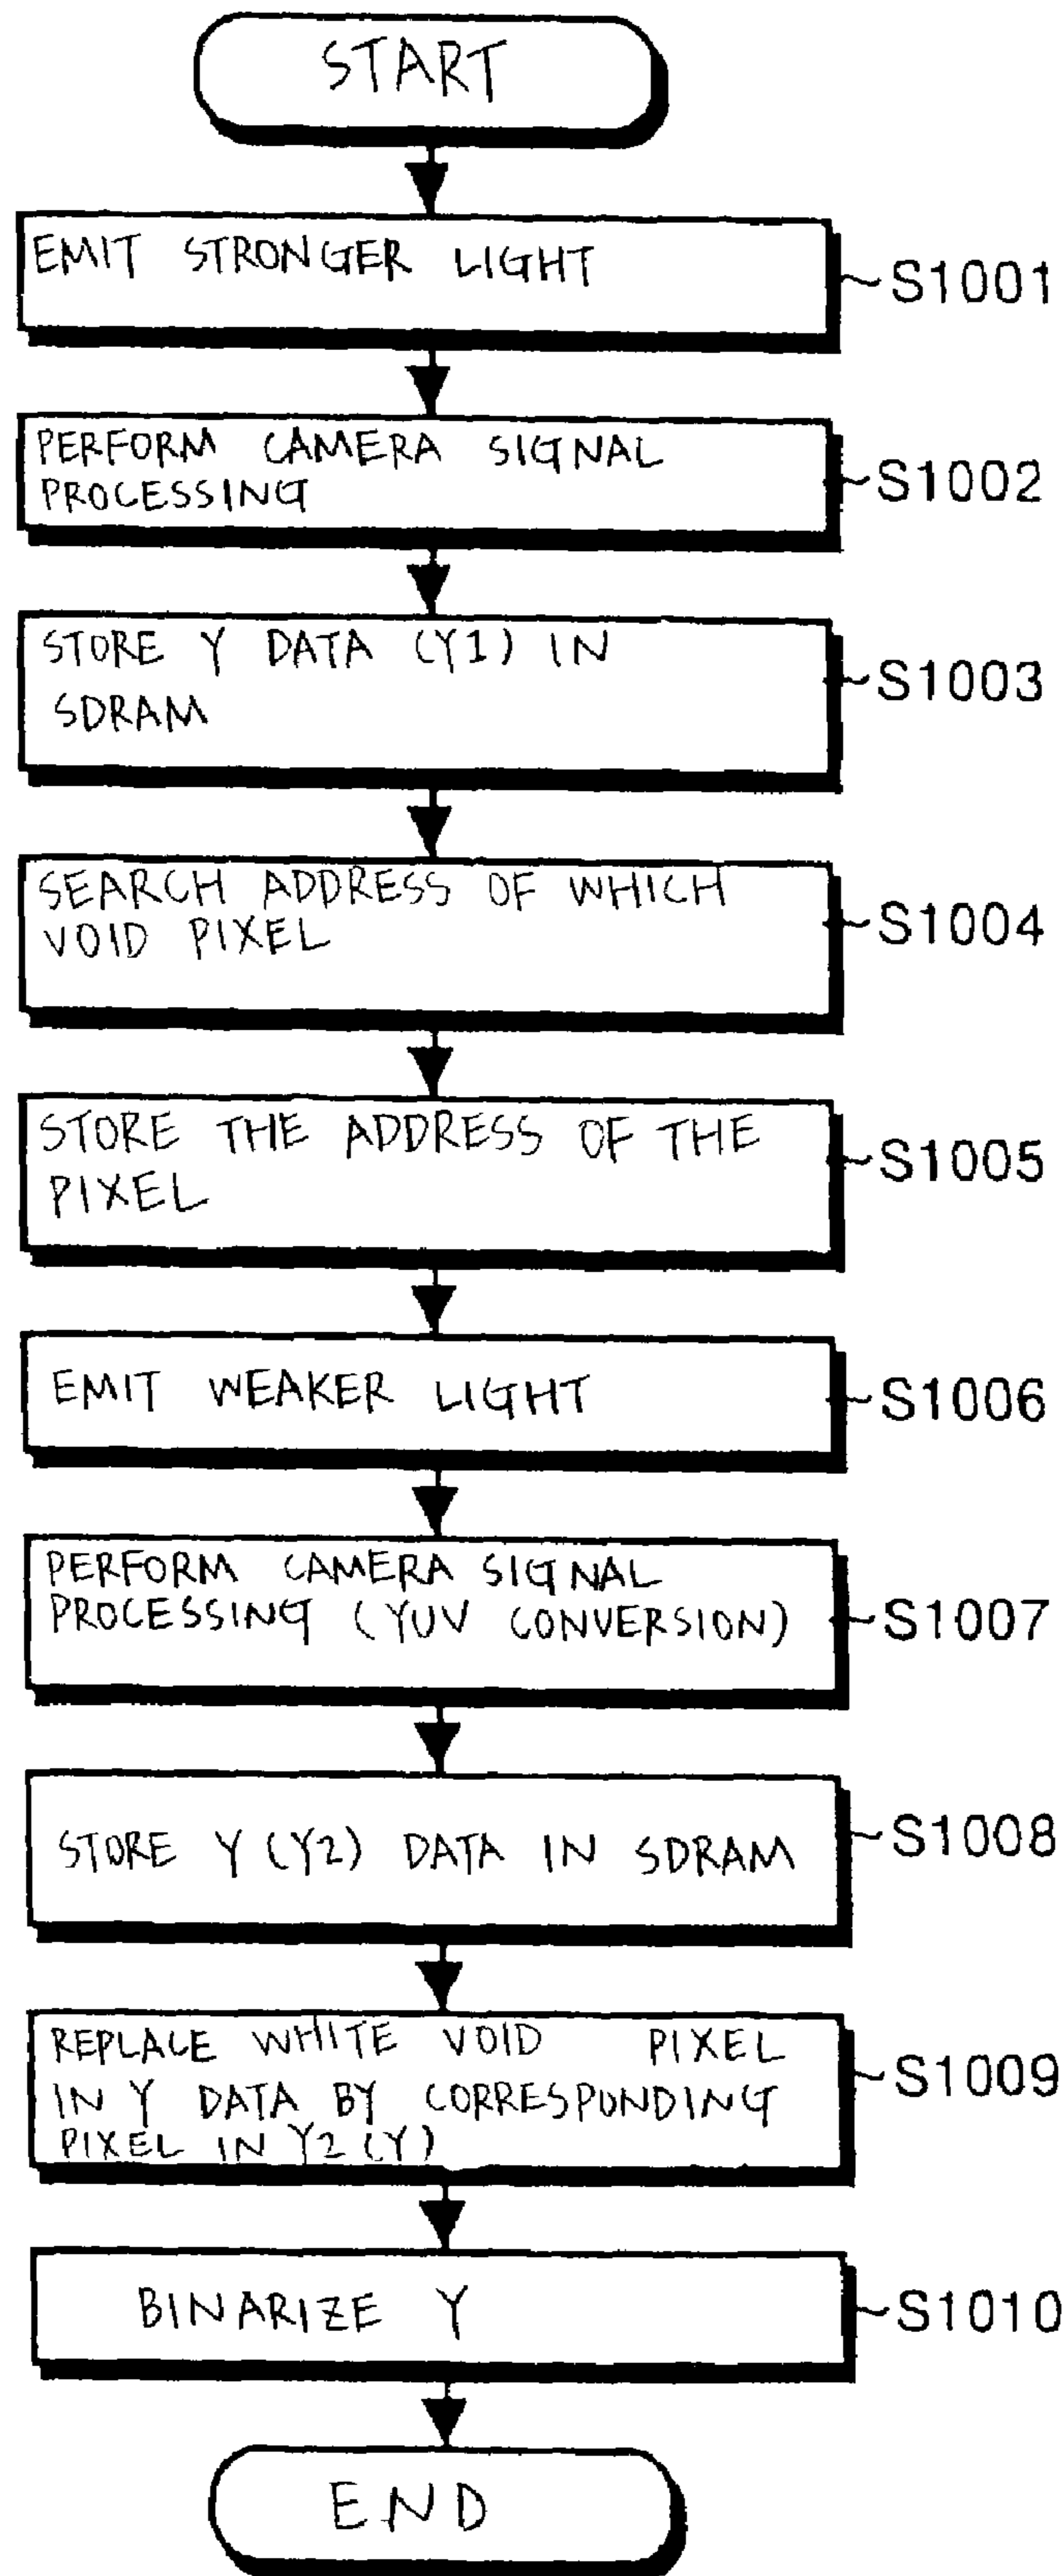 START
EMIT STRONGER LIGHT
S1001
PERFORM CAMERA SIGNAL
PROCESSING
S1002
STORE Y DATA (Y1) IN
SDRAM
S1003
SEARCH ADDRESS OF WHICH
VOID PIXEL
S1004
STORE THE ADDRESS OF THE
PIXEL
S1005
EMIT WEAKER LIGHT
S1006
PERFORM CAMERA SIGNAL
PROCESSING (YUV CONVERSION)
S1007
STORE Y (Y2) DATA IN SDRAM
S1008
REPLACE WHITE VOID PIXEL
IN Y DATA BY CORRESPONDING
PIXEL IN Y2 (Y)
S1009
BINARIZE Y
S1010
END